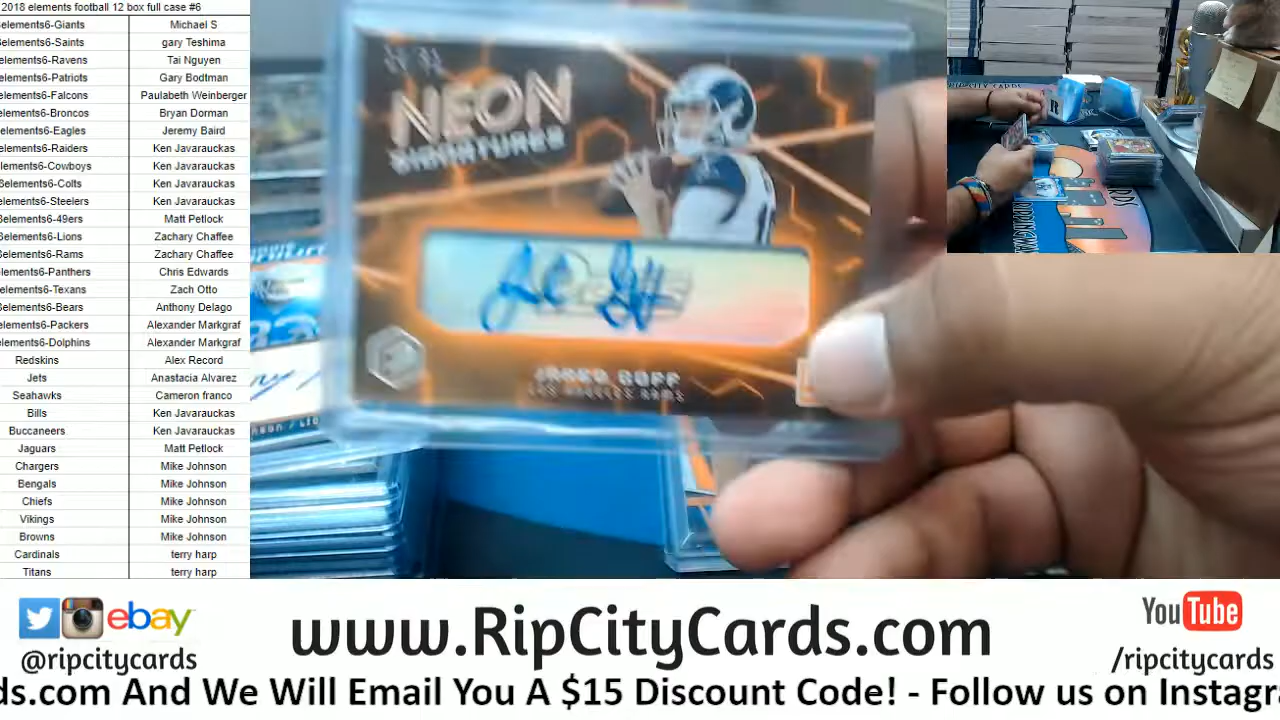 2018 elements football 12 box full case #6
elements6-Giants Michael S
elements6-Saints gary Teshima
elements6-Ravens Tai Nguyen
elements6-Patriots Gary Bodtman
elements6-Falcons Paulabeth Weinberger
elements6-Broncos Bryan Dorman
elements6-Eagles Jeremy Baird
elements6-Raiders Ken Javarauckas
elements6-Cowboys Ken Javarauckas
elements6-Colts Ken Javarauckas
elements6-Steelers Ken Javarauckas
elements6-49ers Matt Petlock
elements6-Lions Zachary Chaffee
elements6-Rams Zachary Chaffee
elements6-Panthers Chris Edwards
elements6-Texans Zach Otto
elements6-Bears Anthony Delago
elements6-Packers Alexander Markgraf
elements6-Dolphins Alexander Markgraf
Redskins Alex Record
Jets Anastacia Alvarez
Seahawks Cameron franco
Bills Ken Javarauckas
Buccaneers Ken Javarauckas
Jaguars Matt Petlock
Chargers Mike Johnson
Bengals Mike Johnson
Chiefs Mike Johnson
Vikings Mike Johnson
Browns Mike Johnson
Cardinals terry harp
Titans terry harp
NEON
SIGNATURES
JARED GOFF
LOS ANGELES RAMS
ebay
@ripcitycards
www.RipCityCards.com
YouTube
/ripcitycards
ds.com And We Will Email You A $15 Discount Code! - Follow us on Instagra